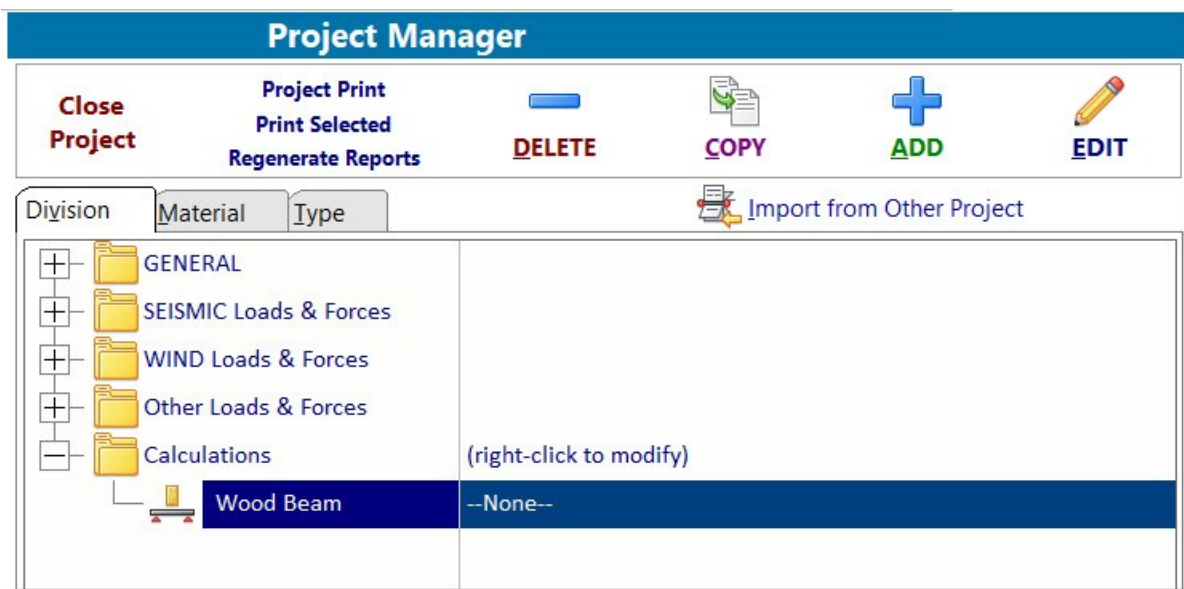 Project Manager
Close
Project
Project Print
Print Selected
Regenerate Reports
DELETE
COPY
ADD
EDIT
Division
Material
Type
Import from Other Project
GENERAL
SEISMIC Loads & Forces
WIND Loads & Forces
Other Loads & Forces
Calculations (right-click to modify)
Wood Beam --None--